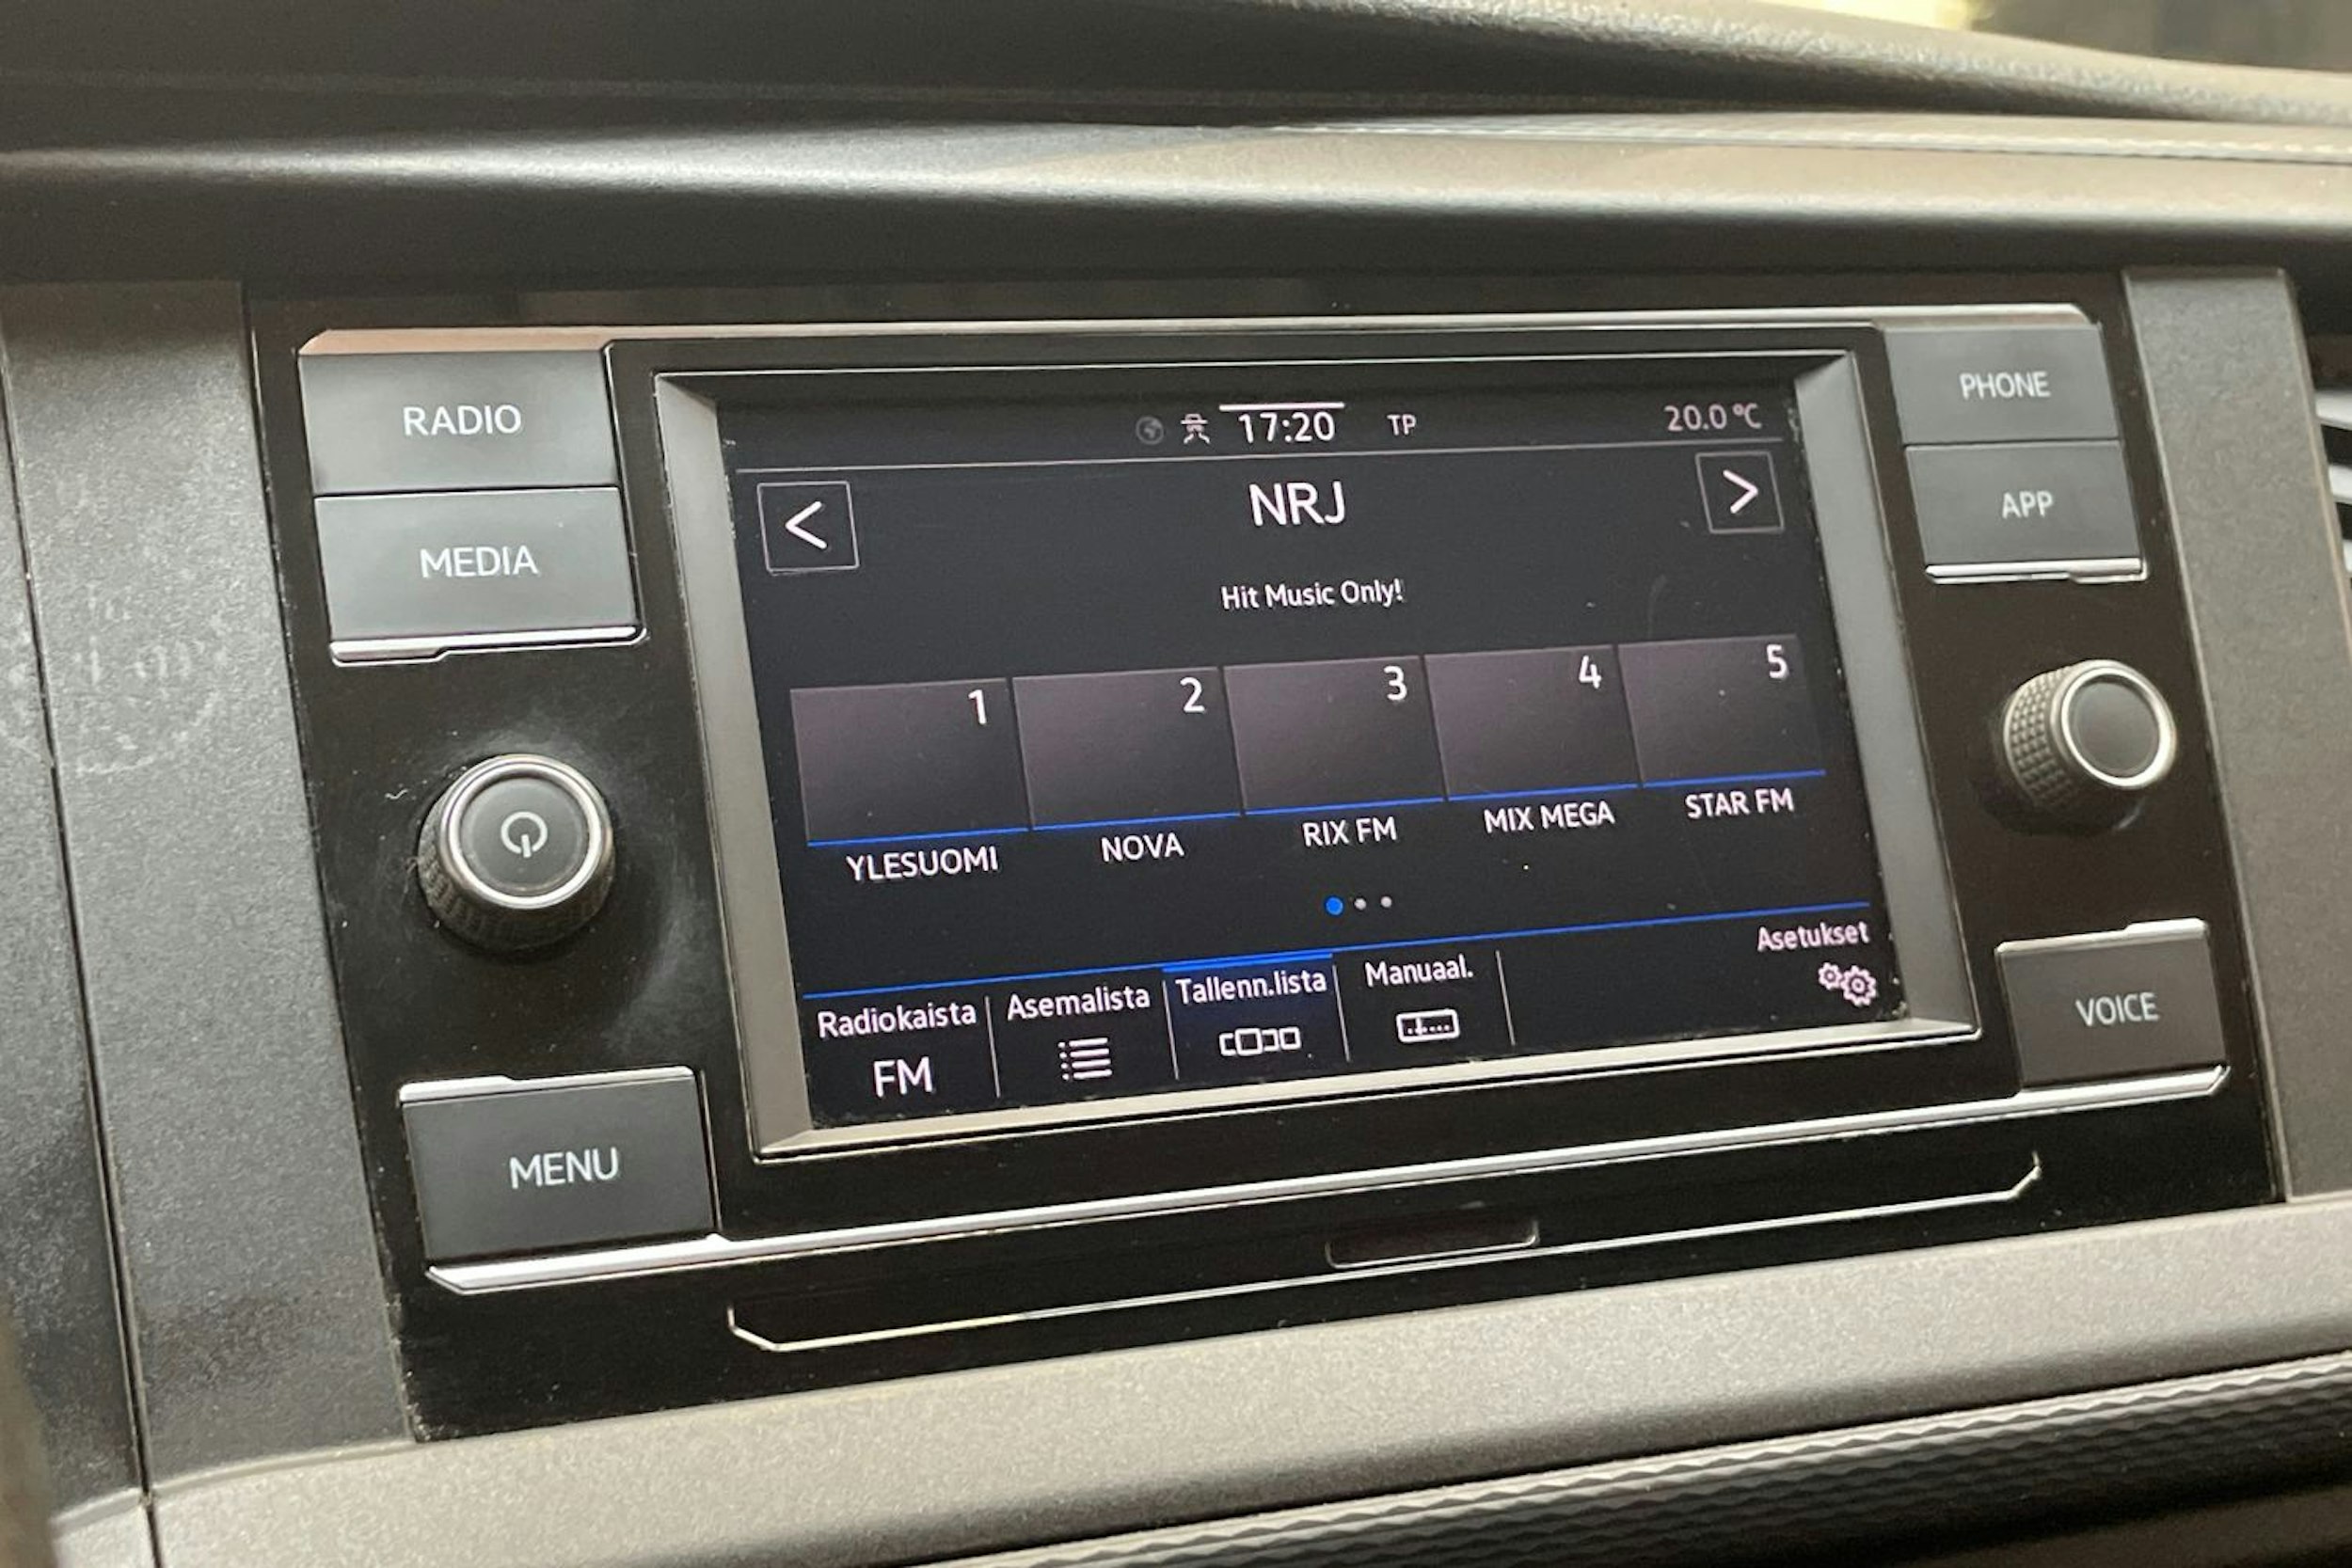 RADIO
MEDIA
MENU
17:20 TP 20.0 °C
<
NRJ
>
Hit Music Only!
1 2 3 4 5
YLESUOMI NOVA RIX FM MIX MEGA STAR FM
Radiokaista Asemalista Tallenn.lista Manuaal. Asetukset
FM
PHONE
APP
VOICE